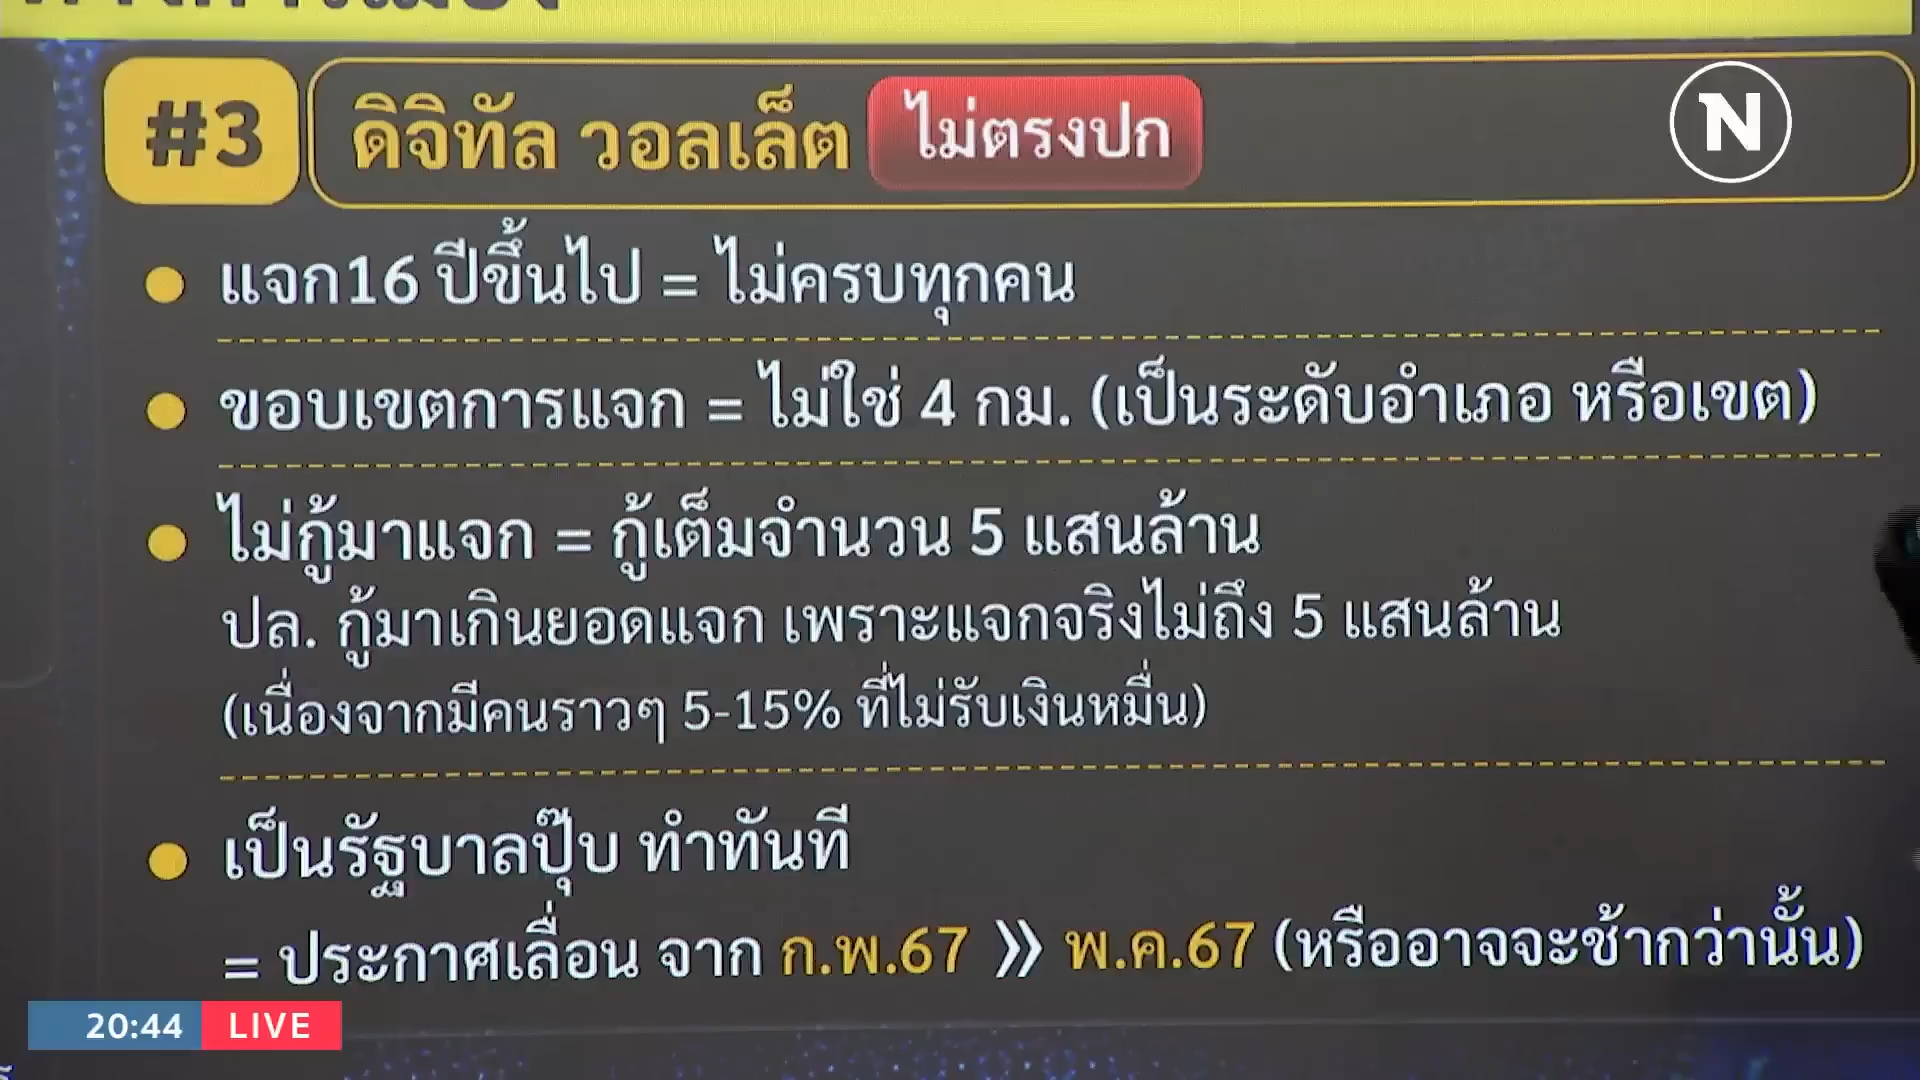 #3 ดิจิทัล วอลเล็ต ไม่ตรงปก
N
แจก16 ปีขึ้นไป = ไม่ครบทุกคน
ขอบเขตการแจก = ไม่ใช่ 4 กม. (เป็นระดับอำเภอ หรือเขต)
ไม่กู้มาแจก = กู้เต็มจำนวน 5 แสนล้าน
ปล. กู้มาเกินยอดแจก เพราะแจกจริงไม่ถึง 5 แสนล้าน
(เนื่องจากมีคนราวๆ 5-15% ที่ไม่รับเงินหมื่น)
เป็นรัฐบาลปุ๊บ ทำทันที
= ประกาศเลื่อน จาก ก.พ.67 》 พ.ค.67 (หรืออาจจะช้ากว่านั้น)
20:44 LIVE